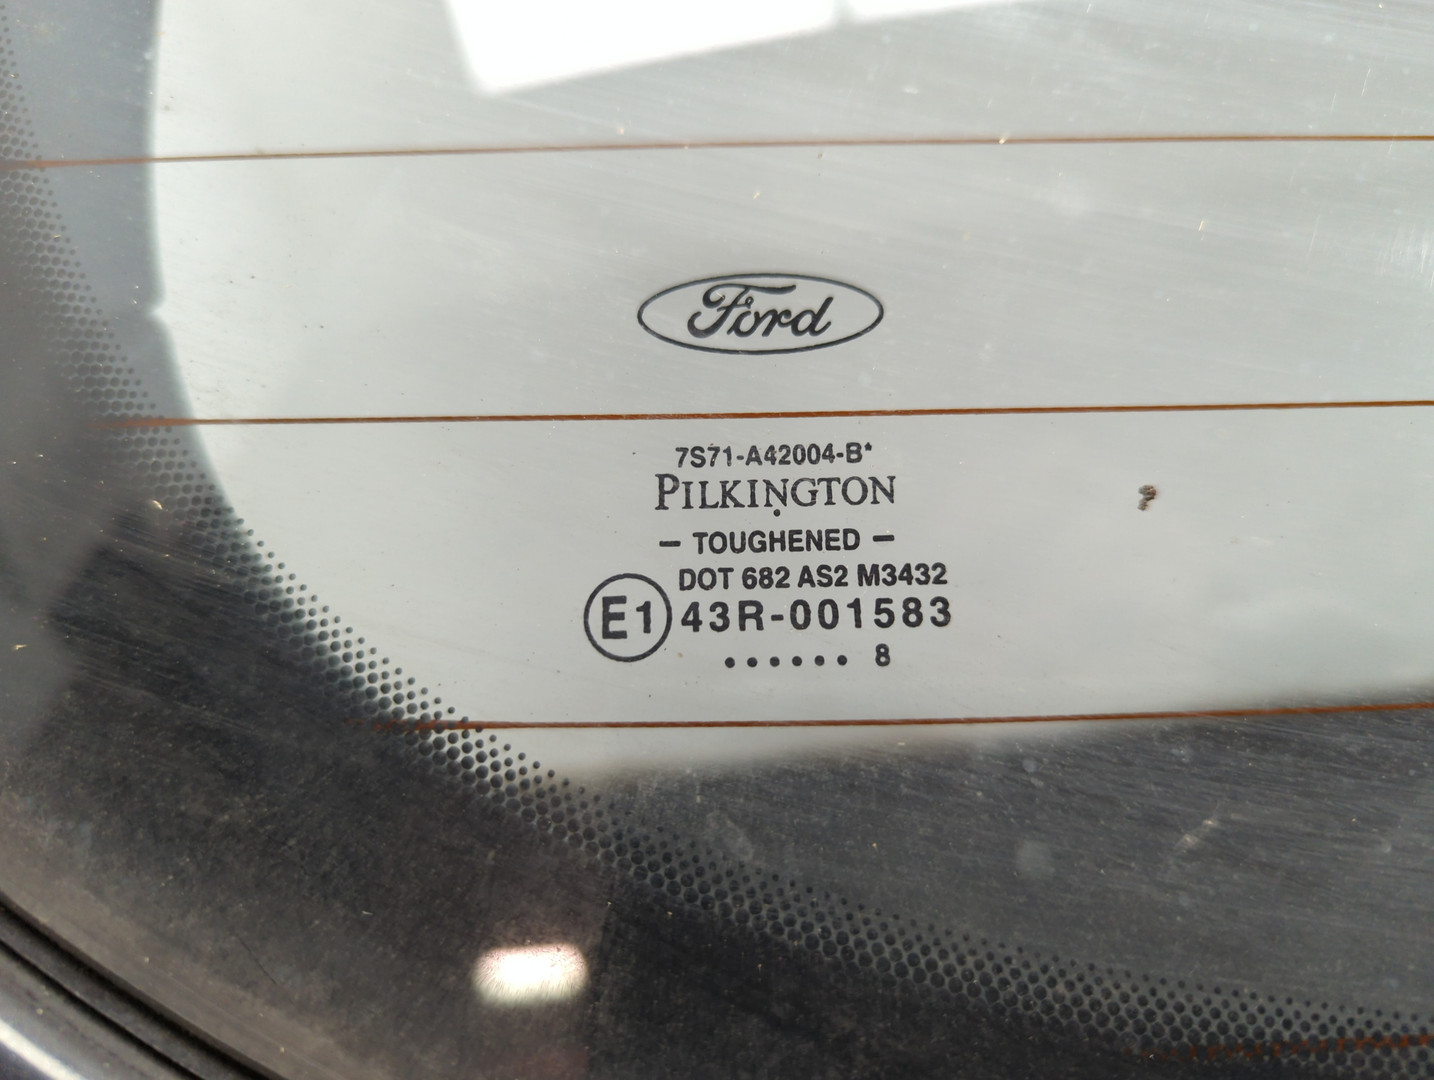 Ford
7S71-A42004-B*
PILKINGTON
- TOUGHENED -
DOT 682 AS2 M3432
E1 43R-001583
...... 8